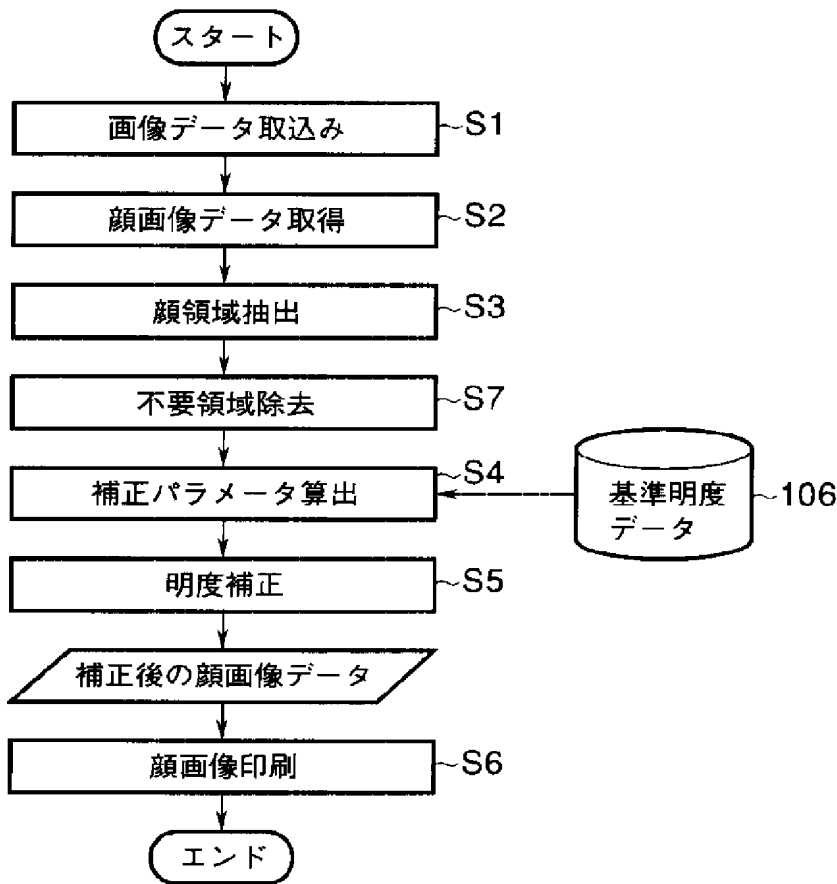 スタート
画像データ取込み
S1
顔画像データ取得
S2
顔領域抽出
S3
不要領域除去
S7
補正パラメータ算出
S4
基準明度
データ
106
明度補正
S5
補正後の顔画像データ
顔画像印刷
S6
エンド